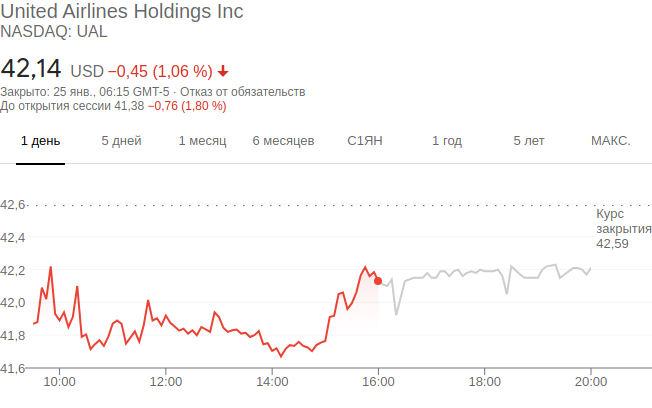 United Airlines Holdings Inc
NASDAQ: UAL
42,14 USD −0,45 (1,06 %)
Закрыто: 25 янв., 06:15 GMT-5 · Отказ от обязательств
До открытия сессии 41,38 −0,76 (1,80 %)
1 день 5 дней 1 месяц 6 месяцев С1ЯН 1 год 5 лет МАКС.
42,6
Курс
закрытия
42,59
42,4
42,2
42,0
41,8
41,6
10:00 12:00 14:00 16:00 18:00 20:00